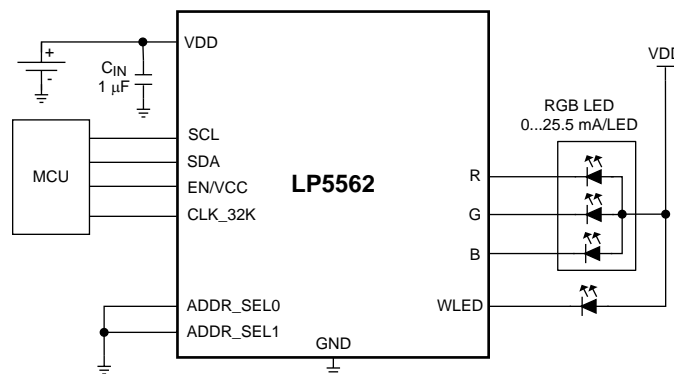 VDD
+
-
CIN
1 µF
MCU
SCL
SDA
EN/VCC
CLK_32K
ADDR_SEL0
ADDR_SEL1
LP5562
GND
R
G
B
WLED
RGB LED
0...25.5 mA/LED
VDD